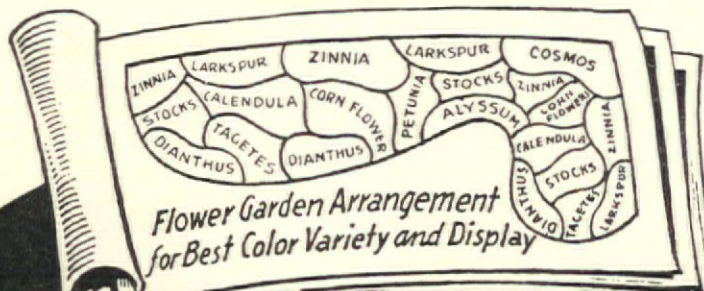 ZINNIA
LARKSPUR
ZINNIA
LARKSPUR
COSMOS
STOCKS
CALENDULA
CORN FLOWER
PETUNIA
STOCKS
ZINNIA
CORN
FLOWERS
ZINNIA
ALYSSUM
DIANTHUS
TAGETES
DIANTHUS
CALENDULA
STOCKS
DIANTHUS
TAGETES
LARKSPUR
Flower Garden Arrangement
for Best Color Variety and Display